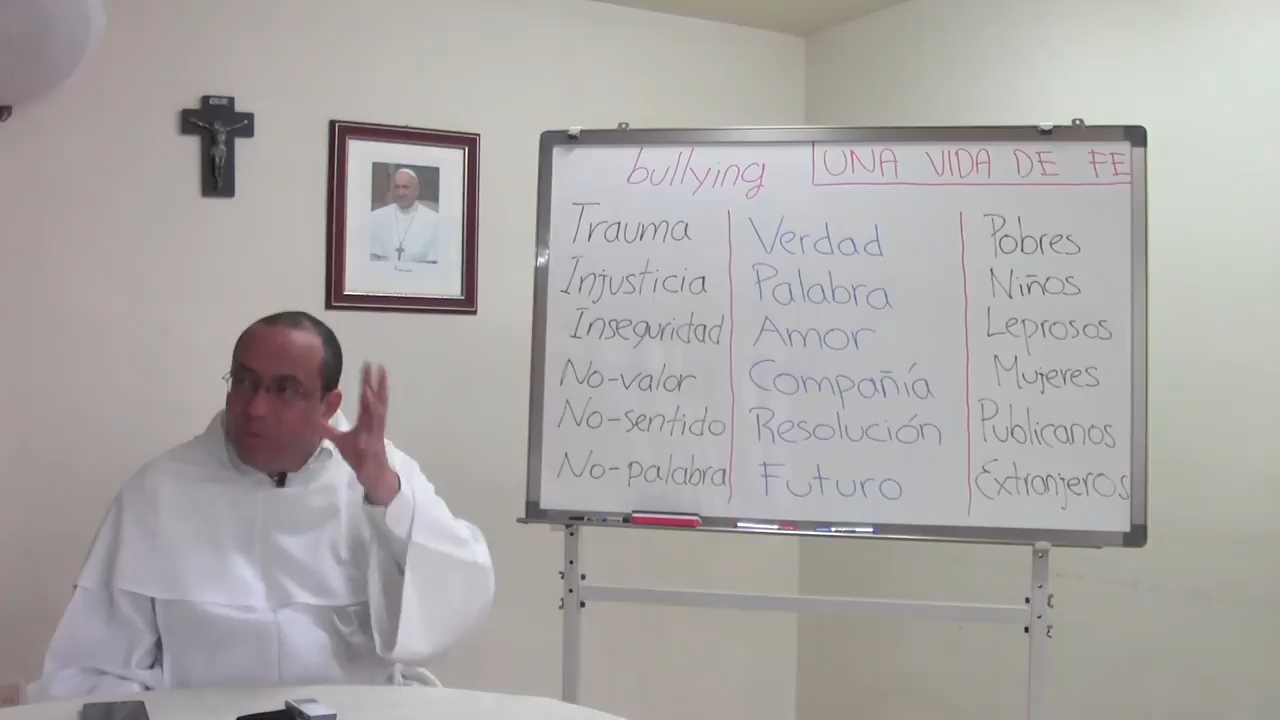 bullying UNA VIDA DE FE
Trauma Verdad Pobres
Injusticia Palabra Niños
Inseguridad Amor Leprosos
No-valor Compañía Mujeres
No-sentido Resolución Publicanos
No-palabra Futuro Extranjeros